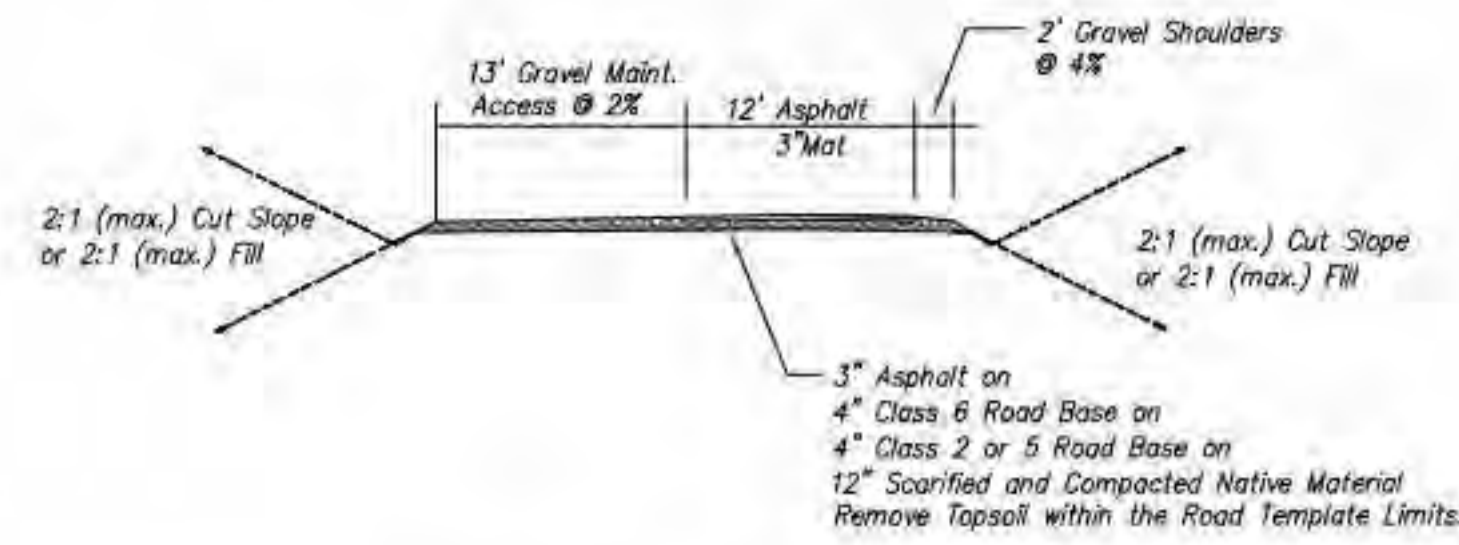 2' Gravel Shoulders
@ 4%
13' Gravel Maint.
Access @ 2%
12' Asphalt
3"Mat
2:1 (max.) Cut Slope
or 2:1 (max.) Fill
2:1 (max.) Cut Slope
or 2:1 (max.) Fill
3" Asphalt on
4" Class 6 Road Base on
4" Class 2 or 5 Road Base on
12" Scarified and Compacted Native Material
Remove Topsoil within the Road Template Limits.